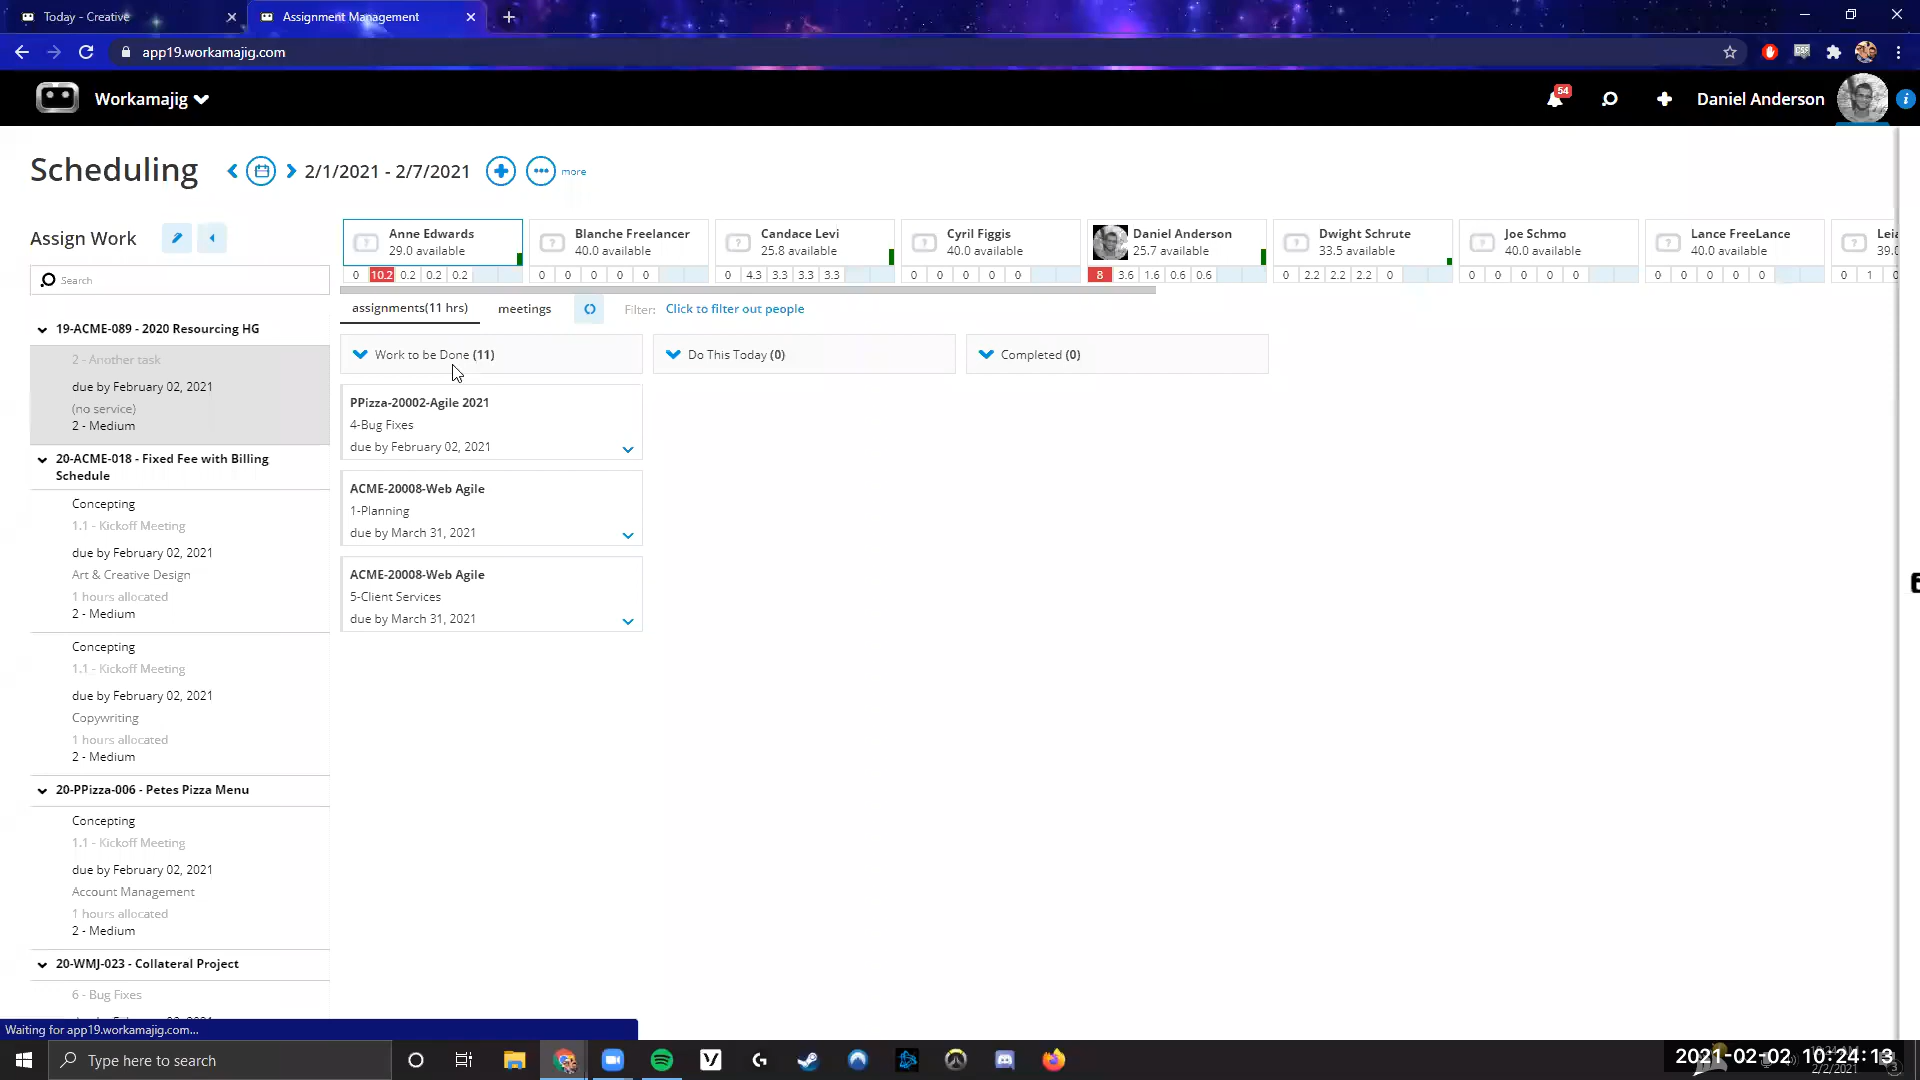 Today - Creative
Assignment Management
app19.workamajig.com
Workamajig
54
Daniel Anderson
Scheduling
2/1/2021 - 2/7/2021
more
Assign Work
Search
19-ACME-089 - 2020 Resourcing HG
2 - Another task
due by February 02, 2021
(no service)
2 - Medium
20-ACME-018 - Fixed Fee with Billing
Schedule
Concepting
1.1 - Kickoff Meeting
due by February 02, 2021
Art & Creative Design
1 hours allocated
2 - Medium
Concepting
1.1 - Kickoff Meeting
due by February 02, 2021
Copywriting
1 hours allocated
2 - Medium
20-PPizza-006 - Petes Pizza Menu
Concepting
1.1 - Kickoff Meeting
due by February 02, 2021
Account Management
1 hours allocated
2 - Medium
20-WMJ-023 - Collateral Project
6 - Bug Fixes
Anne Edwards
29.0 available
0 10.2 0.2 0.2 0.2
Blanche Freelancer
40.0 available
0 0 0 0 0
Candace Levi
25.8 available
0 4.3 3.3 3.3 3.3
Cyril Figgis
40.0 available
0 0 0 0 0
Daniel Anderson
25.7 available
8 3.6 1.6 0.6 0.6
Dwight Schrute
33.5 available
0 2.2 2.2 2.2 0
Joe Schmo
40.0 available
0 0 0 0 0
Lance FreeLance
40.0 available
0 0 0 0 0
Leia
39.0
0 1
assignments(11 hrs)
meetings
Filter:
Click to filter out people
Work to be Done (11)
Do This Today (0)
Completed (0)
PPizza-20002-Agile 2021
4-Bug Fixes
due by February 02, 2021
ACME-20008-Web Agile
1-Planning
due by March 31, 2021
ACME-20008-Web Agile
5-Client Services
due by March 31, 2021
Waiting for app19.workamajig.com...
Type here to search
2021-02-02 10:24:13
2/2/2021